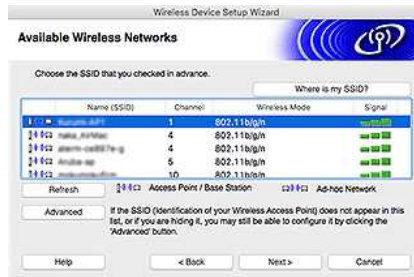 Wireless Device Setup Wizard
Available Wireless Networks
Choose the SSID that you checked in advance.
Where is my SSID?
Name (SSID) Channel Wireless Mode Signal
1 802.11b/g/n
4 802.11b/g/n
4 802.11b/g/n
5 802.11b/g/n
10 802.11b/g/n
Refresh Access Point / Base Station Ad-hoc Network
Advanced If the SSID (Identification of your Wireless Access Point) does not appear in this
list, or if you are hiding it, you may still be able to configure it by clicking the
'Advanced' button.
Help < Back Next > Cancel